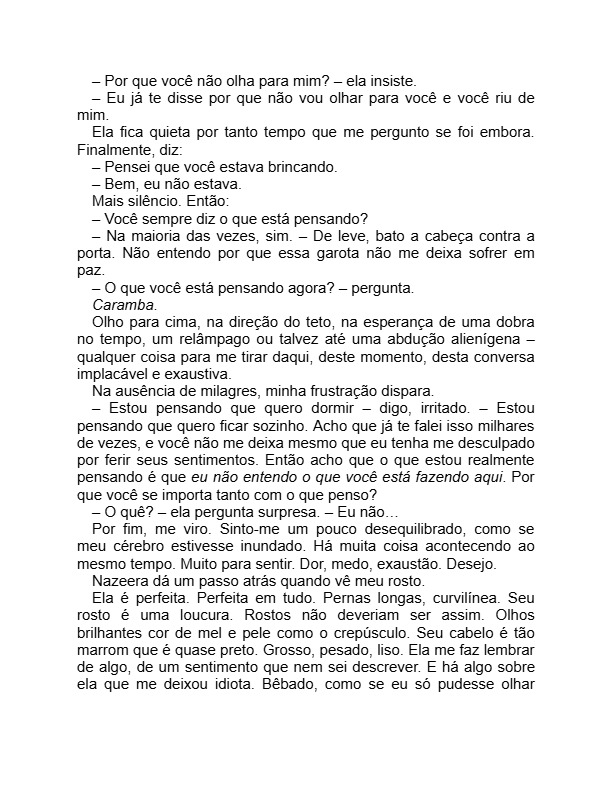 – Por que você não olha para mim? – ela insiste.
– Eu já te disse por que não vou olhar para você e você riu de
mim.
Ela fica quieta por tanto tempo que me pergunto se foi embora.
Finalmente, diz:
– Pensei que você estava brincando.
– Bem, eu não estava.
Mais silêncio. Então:
– Você sempre diz o que está pensando?
– Na maioria das vezes, sim. – De leve, bato a cabeça contra a
porta. Não entendo por que essa garota não me deixa sofrer em
paz.
– O que você está pensando agora? – pergunta.
Caramba.
Olho para cima, na direção do teto, na esperança de uma dobra
no tempo, um relâmpago ou talvez até uma abdução alienígena –
qualquer coisa para me tirar daqui, deste momento, desta conversa
implacável e exaustiva.
Na ausência de milagres, minha frustração dispara.
– Estou pensando que quero dormir – digo, irritado. – Estou
pensando que quero ficar sozinho. Acho que já te falei isso milhares
de vezes, e você não me deixa mesmo que eu tenha me desculpado
por ferir seus sentimentos. Então acho que o que estou realmente
pensando é que eu não entendo o que você está fazendo aqui. Por
que você se importa tanto com o que penso?
– O quê? – ela pergunta surpresa. – Eu não…
Por fim, me viro. Sinto-me um pouco desequilibrado, como se
meu cérebro estivesse inundado. Há muita coisa acontecendo ao
mesmo tempo. Muito para sentir. Dor, medo, exaustão. Desejo.
Nazeera dá um passo atrás quando vê meu rosto.
Ela é perfeita. Perfeita em tudo. Pernas longas, curvilínea. Seu
rosto é uma loucura. Rostos não deveriam ser assim. Olhos
brilhantes cor de mel e pele como o crepúsculo. Seu cabelo é tão
marrom que é quase preto. Grosso, pesado, liso. Ela me faz lembrar
de algo, de um sentimento que nem sei descrever. E há algo sobre
ela que me deixou idiota. Bêbado, como se eu só pudesse olhar